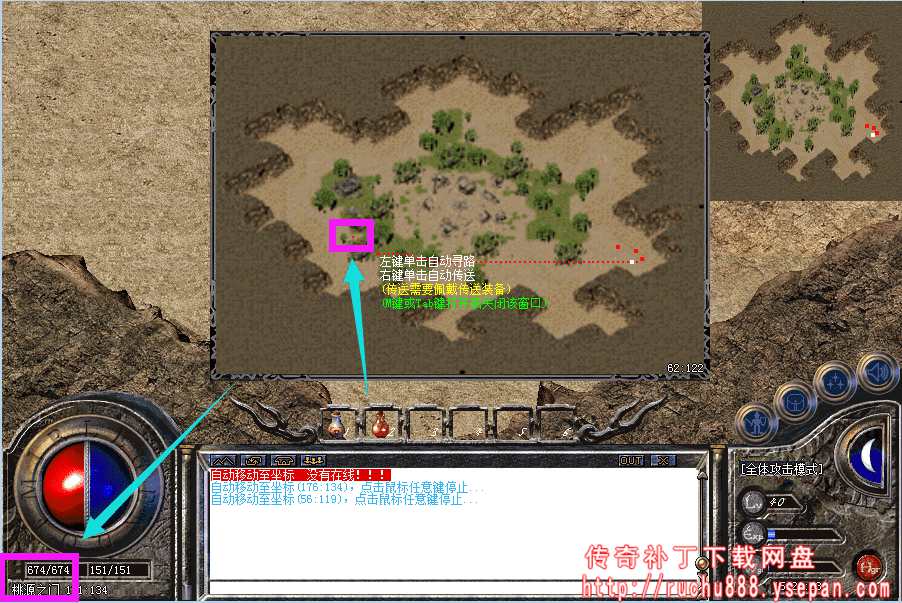 左键单击自动寻路
右键单击自动传送
(传送需要佩戴传送装备)
(M键或Tab键打开或关闭该窗口)
62:122
OUT
自动移动至坐标 没有在线!!!
自动移动至坐标(176:134), 点击鼠标任意键停止...
自动移动至坐标(56:119), 点击鼠标任意键停止...
[全体攻击模式]
Lv 40
Exp
674/674 151/151
桃源之门
传奇补丁下载网盘
http://ruchu888.ysepan.com